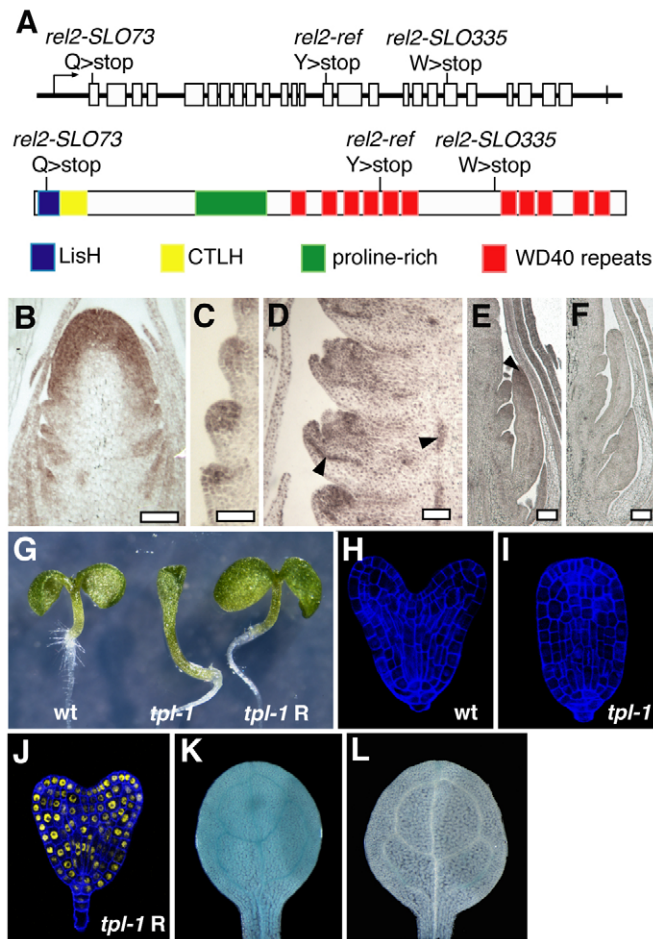 A
rel2-SLO73 rel2-ref rel2-SLO335
Q>stop Y>stop W>stop
rel2-SLO73 rel2-ref rel2-SLO335
Q>stop Y>stop W>stop
LisH CTLH proline-rich WD40 repeats
B C D E F
G H I
wt tpl-1 tpl-1 R wt tpl-1
J K L
tpl-1 R